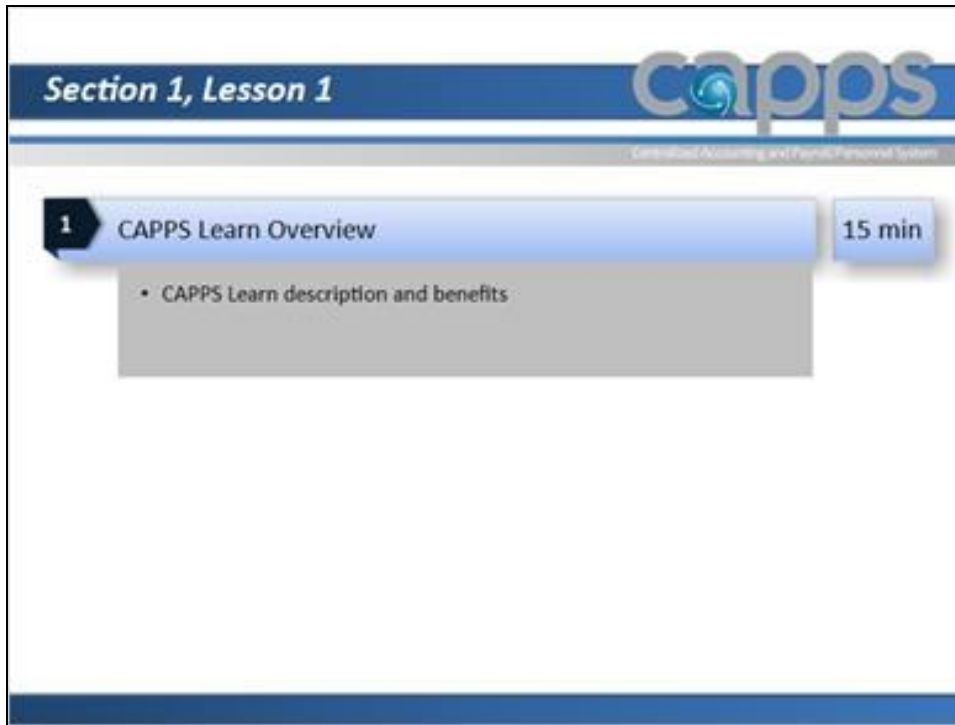 Section 1, Lesson 1
capps
Centralized Accounting and Payroll/Personnel System
1
CAPPS Learn Overview
15 min
• CAPPS Learn description and benefits